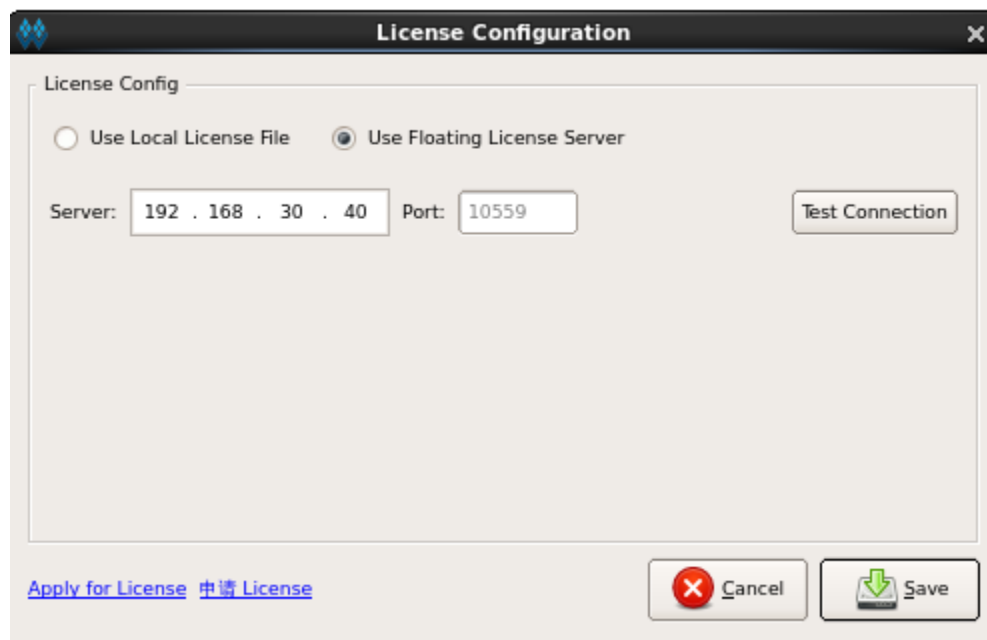 License Configuration
License Config
Use Local License File Use Floating License Server
Server: 192 . 168 . 30 . 40 Port: 10559 Test Connection
Apply for License 申请 License Cancel Save